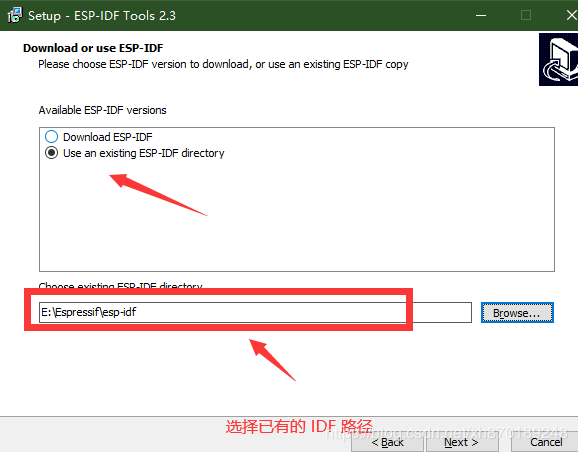 Setup - ESP-IDF Tools 2.3
Download or use ESP-IDF
Please choose ESP-IDF version to download, or use an existing ESP-IDF copy
Available ESP-IDF versions
Download ESP-IDF
Use an existing ESP-IDF directory
Choose existing ESP-IDF directory
E:\Espressif\esp-idf
Browse...
选择已有的 IDF 路径
< Back
Next >
Cancel